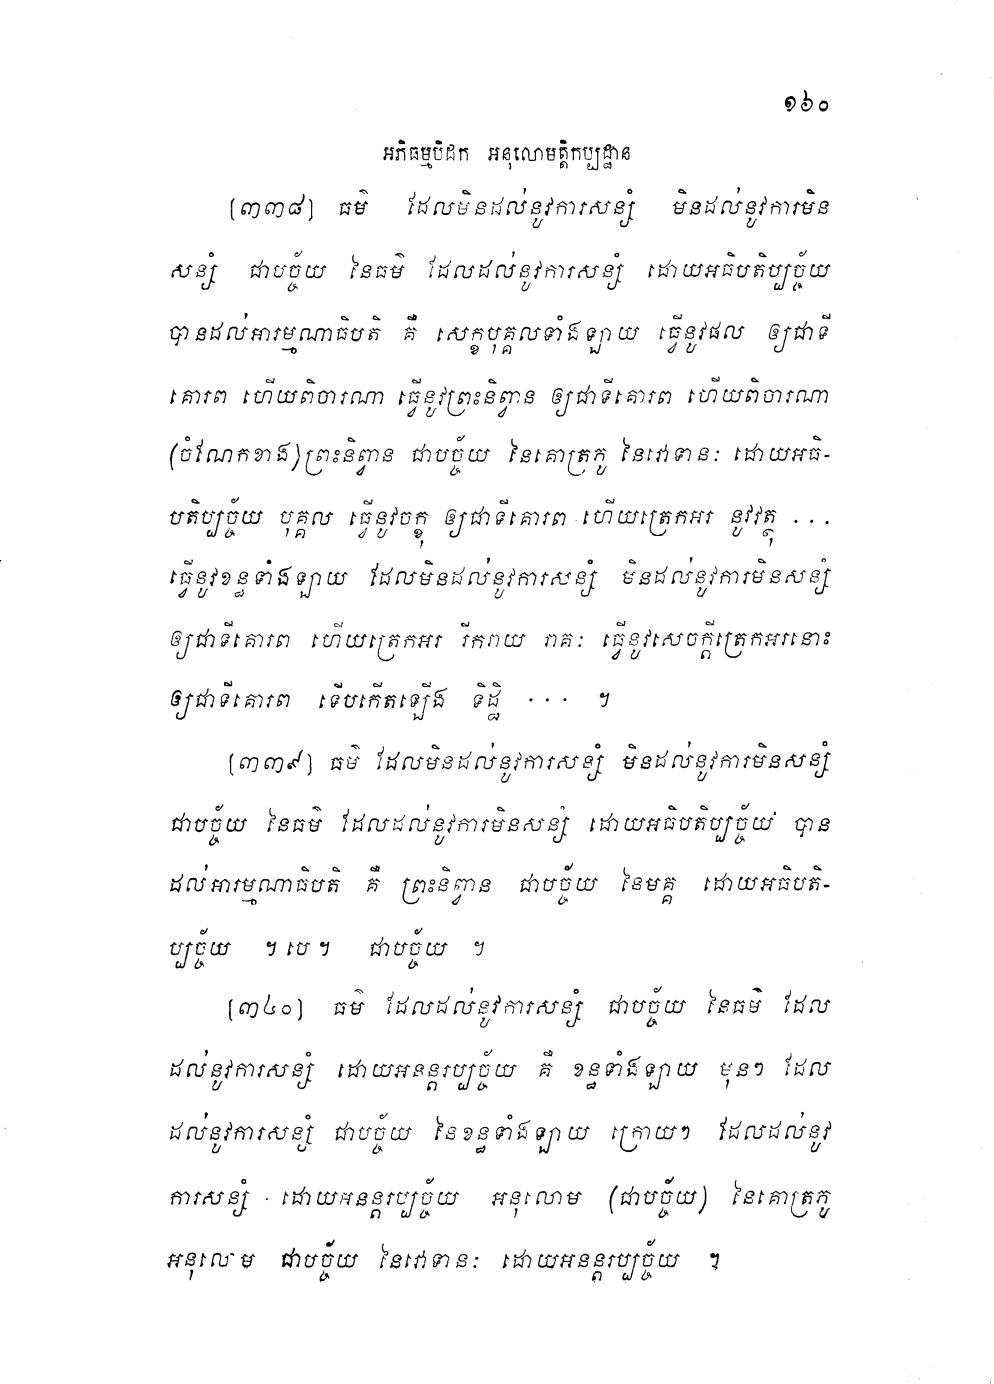 ១៦០
អភិធម្មបិដក អនុលោមត្តិកប្បដ្ឋាន
[៣៣៨] ធម៌ ដែលមិនដល់នូវការសន្សំ មិនដល់នូវការមិន
សន្សំ ជាបច្ច័យ នៃធម៌ ដែលដល់នូវការសន្សំ ដោយអធិបតិប្បច្ច័យ
បានដល់អារម្មណាធិបតិ គឺ សេក្ខបុគ្គលទាំងឡាយ ធ្វើនូវផល ឲ្យជាទី
គោរព ហើយពិចារណា ធ្វើនូវព្រះនិព្វាន ឲ្យជាទីគោរព ហើយពិចារណា
(ចំណែកខាង)ព្រះនិព្វាន ជាបច្ច័យ នៃគោត្រភូ នៃវោទានៈ ដោយអធិ-
បតិប្បច្ច័យ បុគ្គល ធ្វើនូវចក្ខុ ឲ្យជាទីគោរព ហើយត្រេកអរ នូវវត្ថុ ...
ធ្វើនូវខន្ធទាំងឡាយ ដែលមិនដល់នូវការសន្សំ មិនដល់នូវការមិនសន្សំ
ឲ្យជាទីគោរព ហើយត្រេកអរ រីករាយ រាគៈ ធ្វើនូវសេចក្តីត្រេកអរនោះ
ឲ្យជាទីគោរព ទើបកើតឡើង ទិដ្ឋិ ... ។
[៣៣៩] ធម៌ ដែលមិនដល់នូវការសន្សំ មិនដល់នូវការមិនសន្សំ
ជាបច្ច័យ នៃធម៌ ដែលដល់នូវការមិនសន្សំ ដោយអធិបតិប្បច្ច័យ បាន
ដល់អារម្មណាធិបតិ គឺ ព្រះនិព្វាន ជាបច្ច័យ នៃមគ្គ ដោយអធិបតិ-
ប្បច្ច័យ ។ បេ ។ ជាបច្ច័យ ។
[៣៤០] ធម៌ ដែលដល់នូវការសន្សំ ជាបច្ច័យ នៃធម៌ ដែល
ដល់នូវការសន្សំ ដោយអនន្តរប្បច្ច័យ គឺ ខន្ធទាំងឡាយ មុនៗ ដែល
ដល់នូវការសន្សំ ជាបច្ច័យ នៃខន្ធទាំងឡាយ ក្រោយៗ ដែលដល់នូវ
ការសន្សំ ដោយអនន្តរប្បច្ច័យ អនុលោម (ជាបច្ច័យ) នៃគោត្រភូ
អនុលោម ជាបច្ច័យ នៃវោទានៈ ដោយអនន្តរប្បច្ច័យ ។